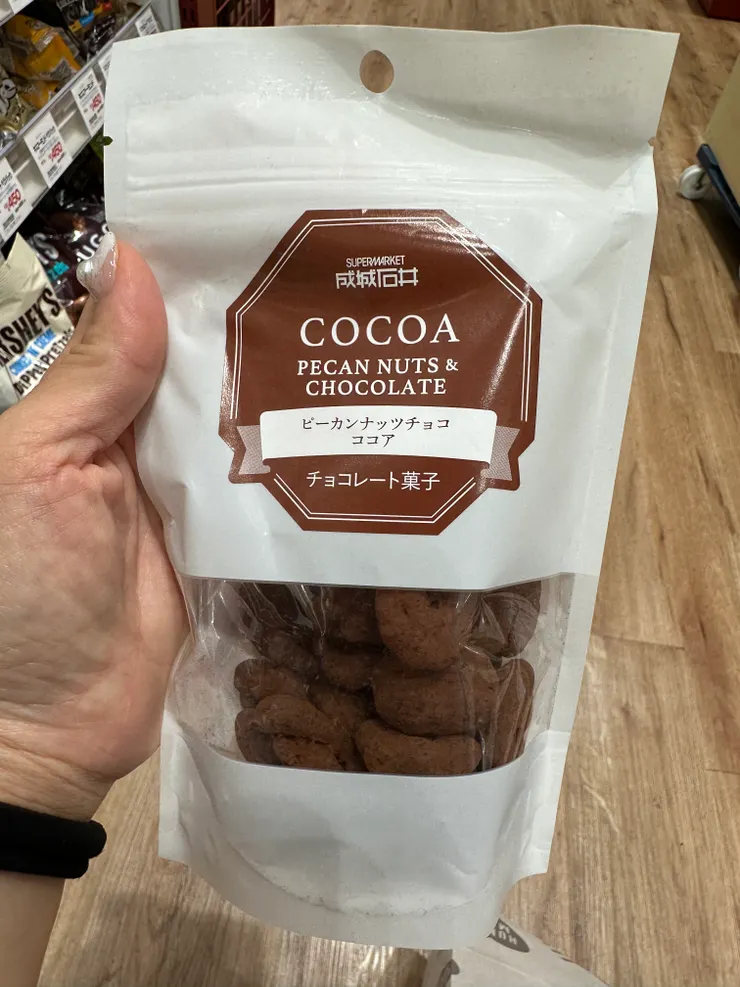 SUPERMARKET
成城石井
COCOA
PECAN NUTS &
CHOCOLATE
ピーカンナッツチョコ
ココア
チョコレート菓子